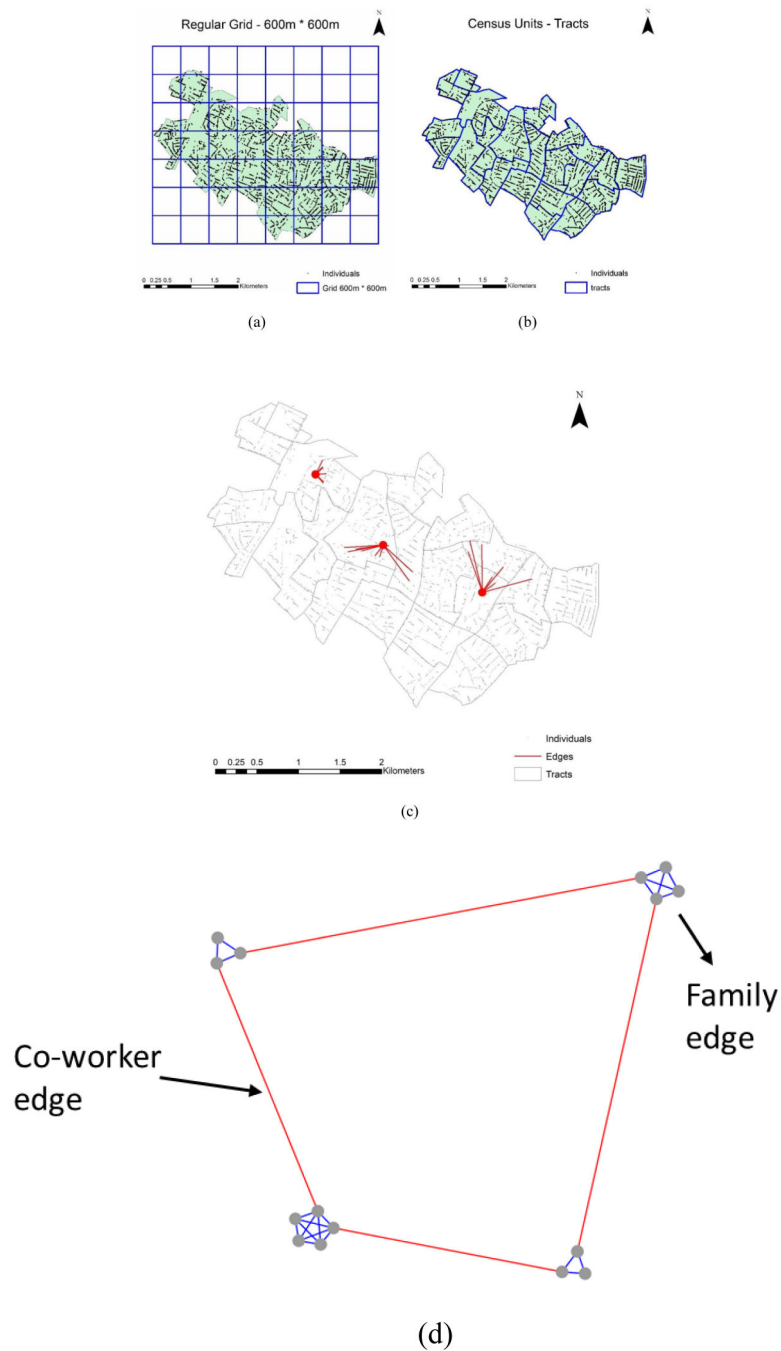 Regular Grid - 600m * 600m
N
Individuals
0 0.25 0.5 1 1.5 2
Kilometers
Grid 600m * 600m
(a)
Census Units - Tracts
N
Individuals
0 0.25 0.5 1 1.5 2
Kilometers
tracts
(b)
N
Individuals
Edges
Tracts
0 0.25 0.5 1 1.5 2
Kilometers
(c)
Family
edge
Co-worker
edge
(d)